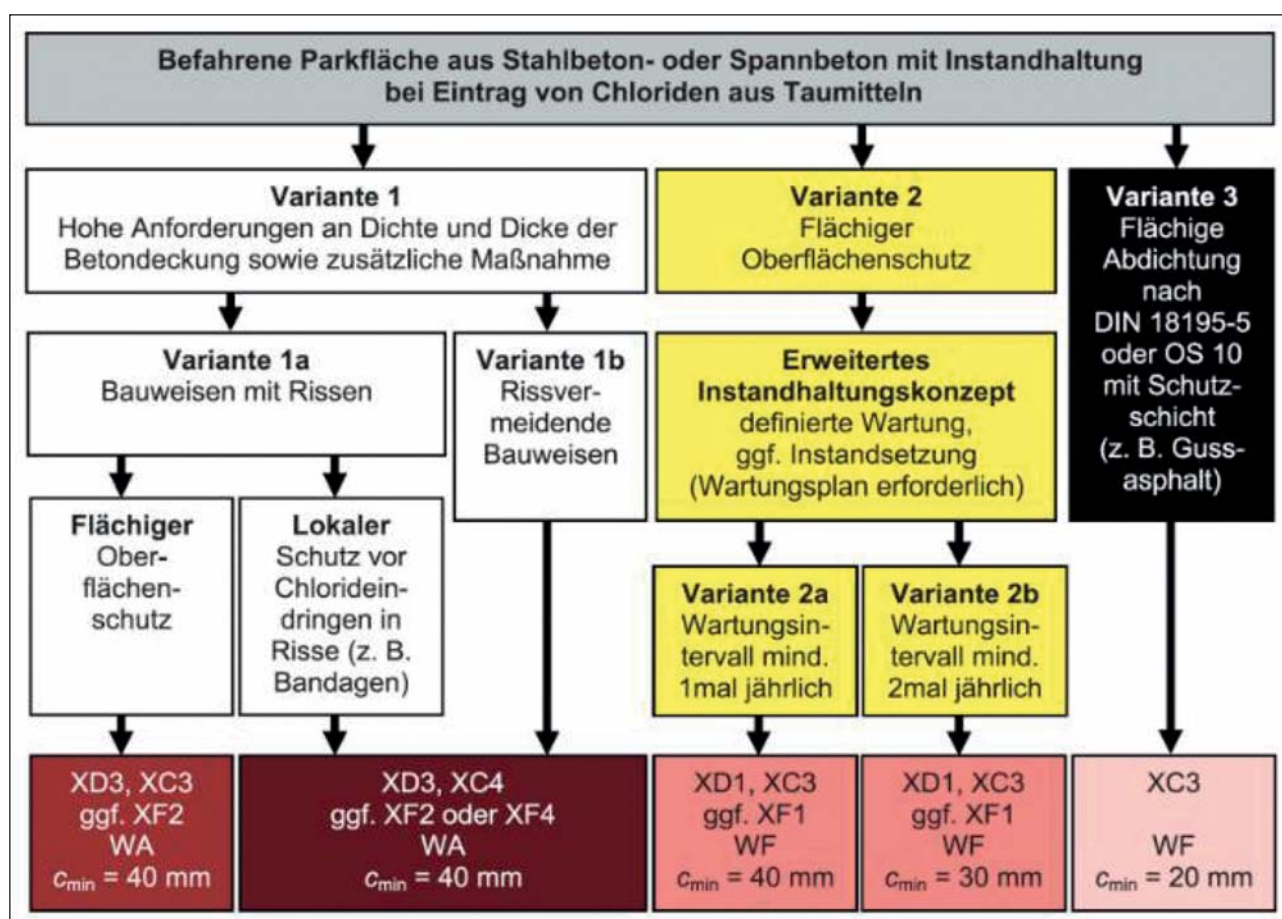 Befahrene Parkfläche aus Stahlbeton- oder Spannbeton mit Instandhaltung
bei Eintrag von Chloriden aus Taumitteln
Variante 1
Hohe Anforderungen an Dichte und Dicke der
Betondeckung sowie zusätzliche Maßnahme
Variante 2
Flächiger
Oberflächenschutz
Variante 3
Flächige
Abdichtung
nach
DIN 18195-5
oder OS 10
mit Schutz-
schicht
(z. B. Guss-
asphalt)
Variante 1a
Bauweisen mit Rissen
Variante 1b
Rissver-
meidende
Bauweisen
Erweitertes
Instandhaltungskonzept
definierte Wartung,
ggf. Instandsetzung
(Wartungsplan erforderlich)
Flächiger
Ober-
flächen-
schutz
Lokaler
Schutz vor
Chloridein-
dringen in
Risse (z. B.
Bandagen)
Variante 2a
Wartungsin-
tervall mind.
1mal jährlich
Variante 2b
Wartungsin-
tervall mind.
2mal jährlich
XD3, XC3
ggf. XF2
WA
cmin = 40 mm
XD3, XC4
ggf. XF2 oder XF4
WA
cmin = 40 mm
XD1, XC3
ggf. XF1
WF
cmin = 40 mm
XD1, XC3
ggf. XF1
WF
cmin = 30 mm
XC3
WF
cmin = 20 mm